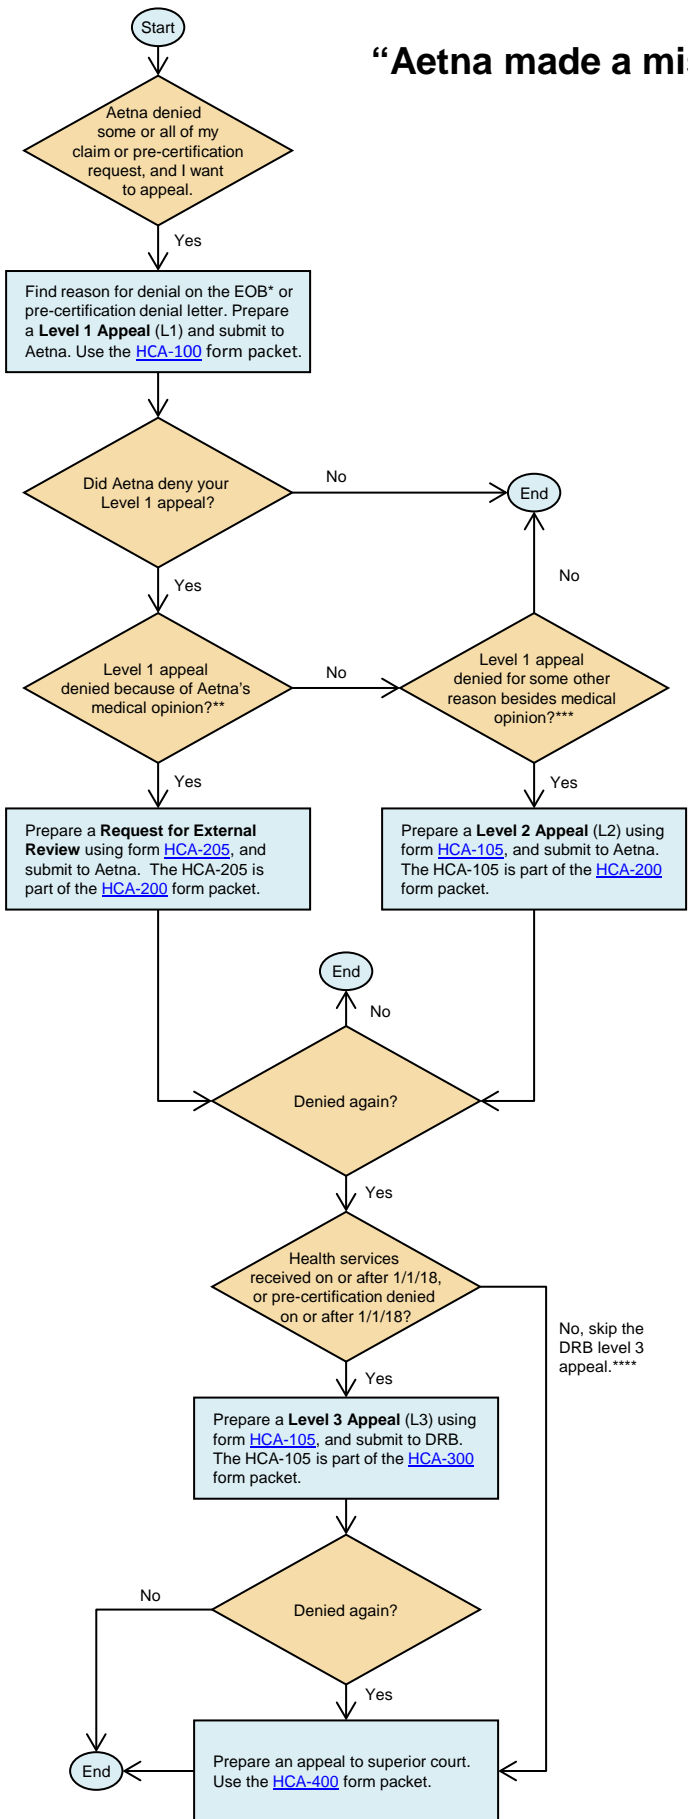 Start
“Aetna made a mis
Aetna denied
some or all of my
claim or pre-certification
request, and I want
to appeal.
Yes
Find reason for denial on the EOB* or
pre-certification denial letter. Prepare
a Level 1 Appeal (L1) and submit to
Aetna. Use the HCA-100 form packet.
Did Aetna deny your
Level 1 appeal?
No
End
Yes
No
Level 1 appeal
denied because of Aetna’s
medical opinion?**
No
Level 1 appeal
denied for some other
reason besides medical
opinion?***
Yes
Yes
Prepare a Request for External
Review using form HCA-205, and
submit to Aetna. The HCA-205 is
part of the HCA-200 form packet.
Prepare a Level 2 Appeal (L2) using
form HCA-105, and submit to Aetna.
The HCA-105 is part of the HCA-200
form packet.
End
No
Denied again?
Yes
Health services
received on or after 1/1/18,
or pre-certification denied
on or after 1/1/18?
No, skip the
DRB level 3
appeal.****
Yes
Prepare a Level 3 Appeal (L3) using
form HCA-105, and submit to DRB.
The HCA-105 is part of the HCA-300
form packet.
No
Denied again?
Yes
End
Prepare an appeal to superior court.
Use the HCA-400 form packet.